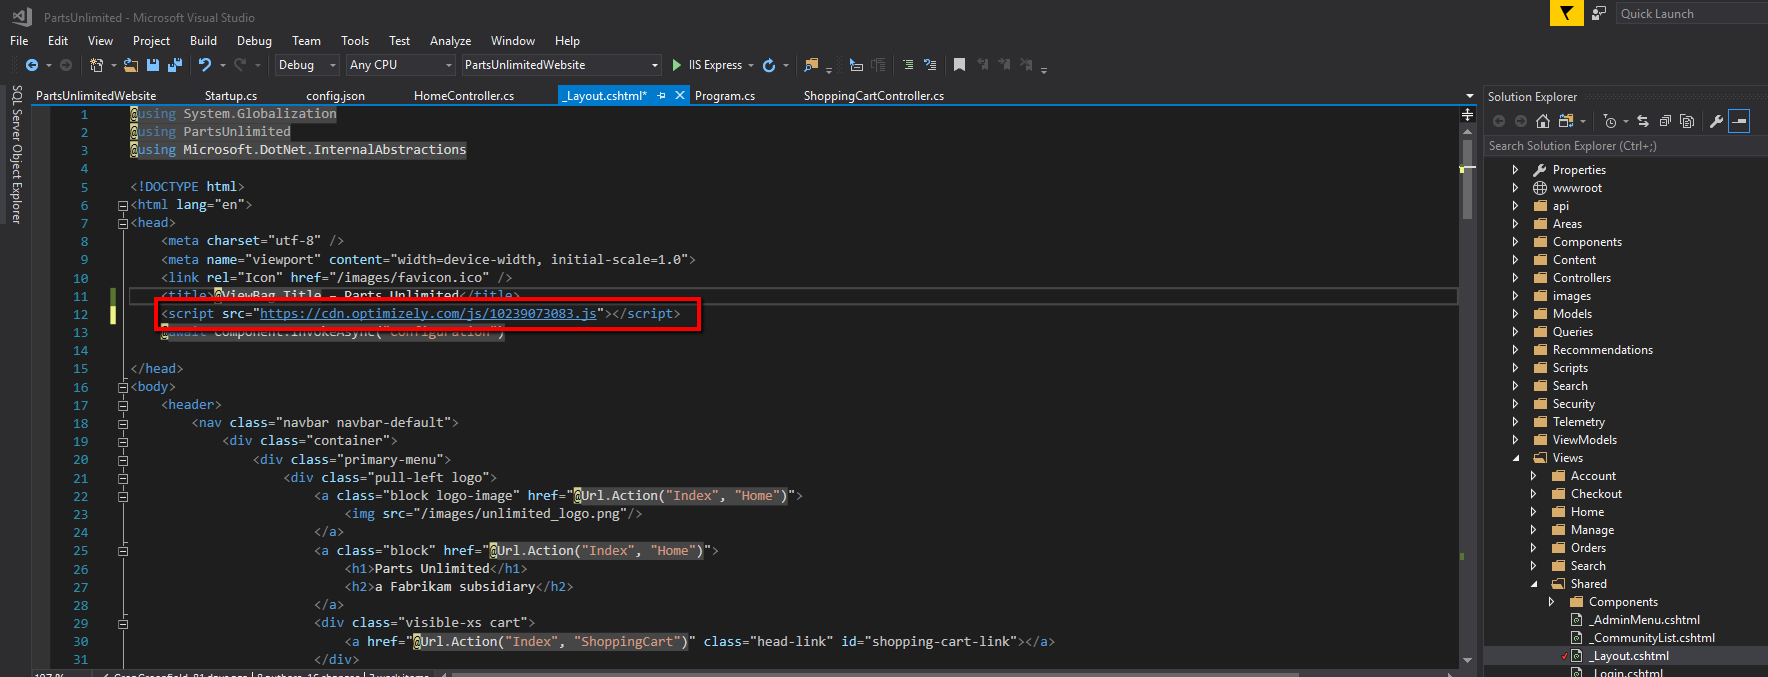 PartsUnlimited - Microsoft Visual Studio
Quick Launch
File Edit View Project Build Debug Team Tools Test Analyze Window Help
Debug Any CPU PartsUnlimitedWebsite IIS Express
SQL Server Object Explorer
PartsUnlimitedWebsite Startup.cs config.json HomeController.cs _Layout.cshtml* Program.cs ShoppingCartController.cs
1 @using System.Globalization
2 @using PartsUnlimited
3 @using Microsoft.DotNet.InternalAbstractions
4
5 <!DOCTYPE html>
6 <html lang="en">
7 <head>
8 <meta charset="utf-8" />
9 <meta name="viewport" content="width=device-width, initial-scale=1.0">
10 <link rel="Icon" href="/images/favicon.ico" />
11 <title>@ViewBag.Title - Parts Unlimited</title>
12 <script src="https://cdn.optimizely.com/js/10239073083.js"></script>
13 @await Component.InvokeAsync("Configuration")
14
15 </head>
16 <body>
17 <header>
18 <nav class="navbar navbar-default">
19 <div class="container">
20 <div class="primary-menu">
21 <div class="pull-left logo">
22 <a class="block logo-image" href="@Url.Action("Index", "Home")">
23 <img src="/images/unlimited_logo.png"/>
24 </a>
25 <a class="block" href="@Url.Action("Index", "Home")">
26 <h1>Parts Unlimited</h1>
27 <h2>a Fabrikam subsidiary</h2>
28 </a>
29 <div class="visible-xs cart">
30 <a href="@Url.Action("Index", "ShoppingCart")" class="head-link" id="shopping-cart-link"></a>
31 </div>
Solution Explorer
Search Solution Explorer (Ctrl+;)
Properties
wwwroot
api
Areas
Components
Content
Controllers
images
Models
Queries
Recommendations
Scripts
Search
Security
Telemetry
ViewModels
Views
Account
Checkout
Home
Manage
Orders
Search
Shared
Components
_AdminMenu.cshtml
_CommunityList.cshtml
_Layout.cshtml
_Login.cshtml